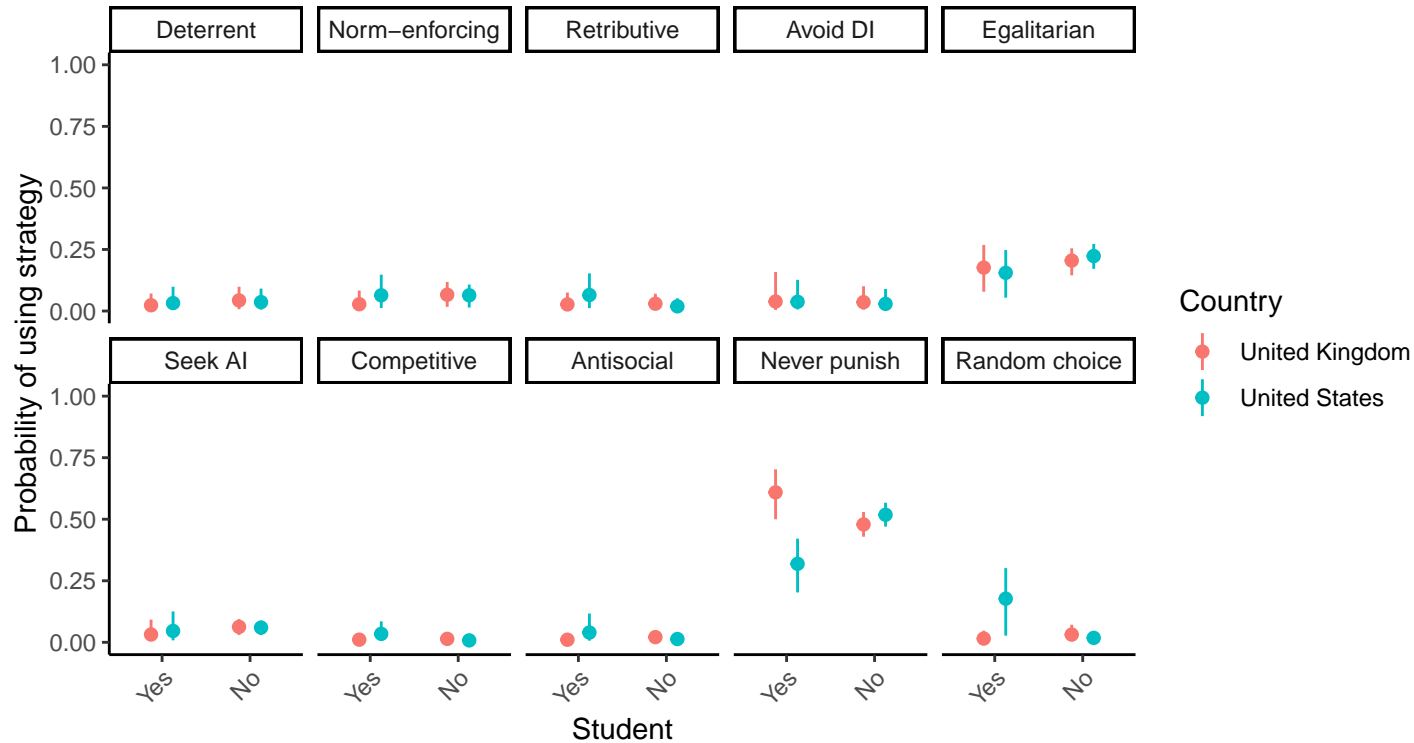 Deterrent Norm−enforcing Retributive Avoid DI Egalitarian
1.00
0.75
0.50
0.25
0.00
Seek AI Competitive Antisocial Never punish Random choice
1.00
0.75
0.50
0.25
0.00
Yes No Yes No Yes No Yes No Yes No
Student
Probability of using strategy
Country
United Kingdom
United States